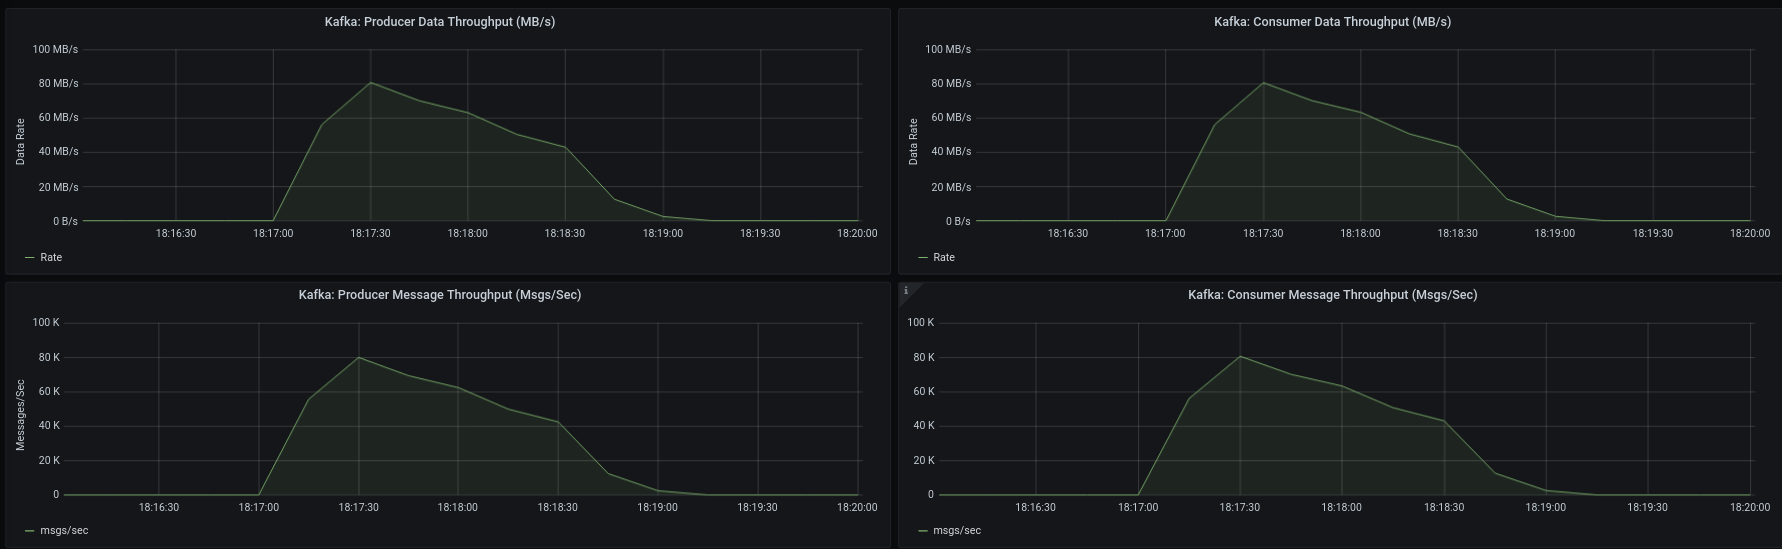 Kafka: Producer Data Throughput (MB/s)
100 MB/s
80 MB/s
60 MB/s
40 MB/s
20 MB/s
0 B/s
Data Rate
18:16:30 18:17:00 18:17:30 18:18:00 18:18:30 18:19:00 18:19:30 18:20:00
Rate
Kafka: Consumer Data Throughput (MB/s)
100 MB/s
80 MB/s
60 MB/s
40 MB/s
20 MB/s
0 B/s
Data Rate
18:16:30 18:17:00 18:17:30 18:18:00 18:18:30 18:19:00 18:19:30 18:20:00
Rate
Kafka: Producer Message Throughput (Msgs/Sec)
100 K
80 K
60 K
40 K
20 K
0
Messages/Sec
18:16:30 18:17:00 18:17:30 18:18:00 18:18:30 18:19:00 18:19:30 18:20:00
msgs/sec
i
Kafka: Consumer Message Throughput (Msgs/Sec)
100 K
80 K
60 K
40 K
20 K
0
18:16:30 18:17:00 18:17:30 18:18:00 18:18:30 18:19:00 18:19:30 18:20:00
msgs/sec